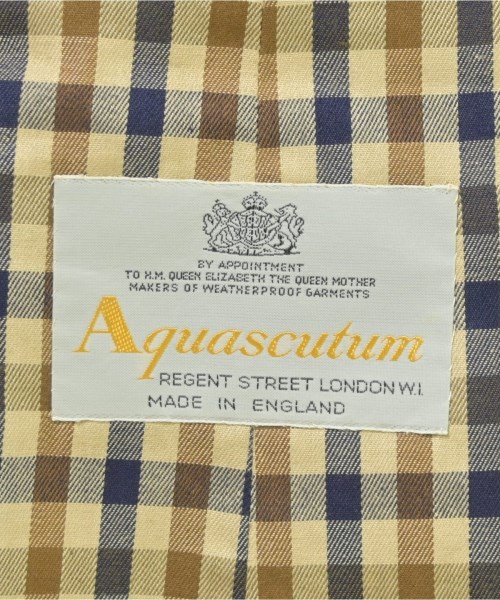 BY APPOINTMENT
TO H.M. QUEEN ELIZABETH THE QUEEN MOTHER
MAKERS OF WEATHERPROOF GARMENTS
Aquascutum
REGENT STREET LONDON W.I.
MADE IN ENGLAND